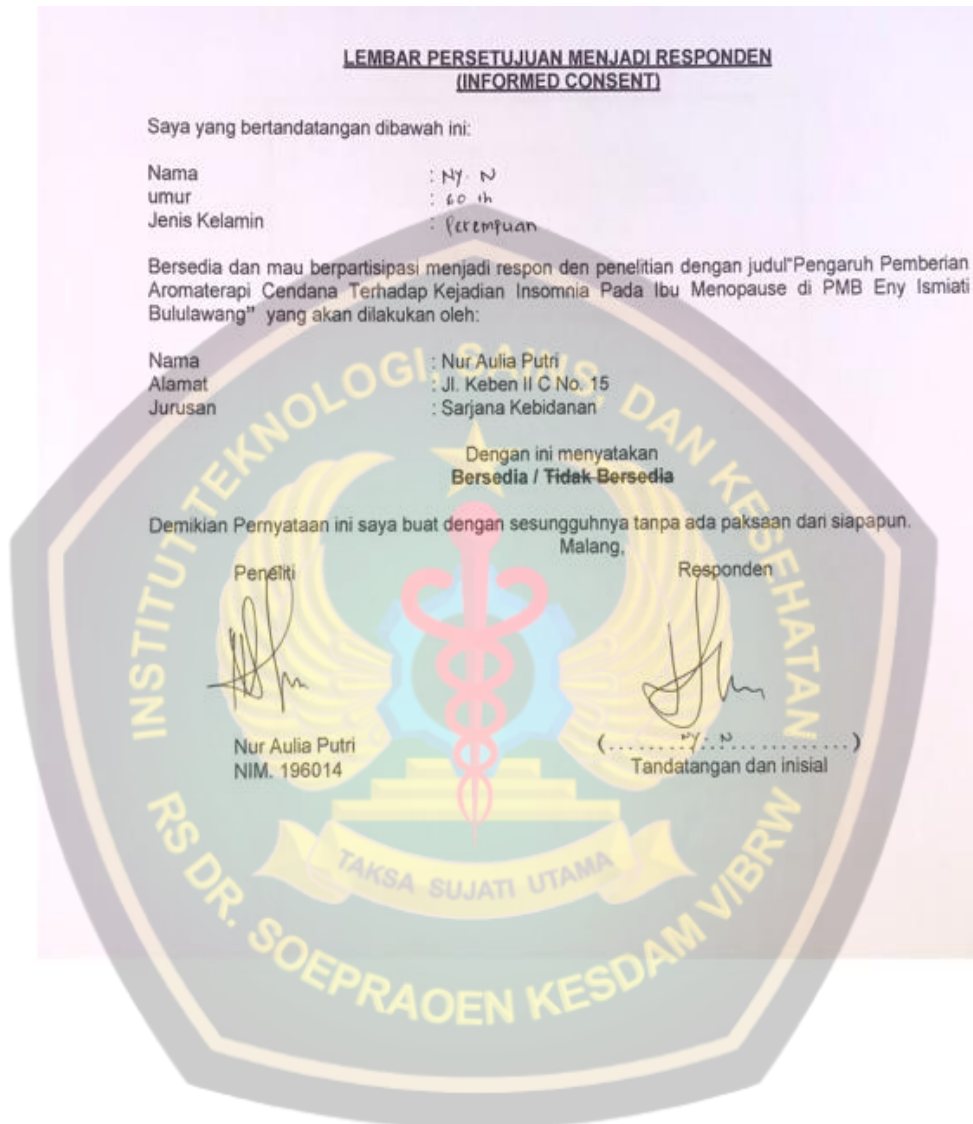 LEMBAR PERSETUJUAN MENJADI RESPONDEN
(INFORMED CONSENT)
Saya yang bertandatangan dibawah ini:
Nama : NY. N
umur : 60 th
Jenis Kelamin : Perempuan
Bersedia dan mau berpartisipasi menjadi respon den penelitian dengan judul"Pengaruh Pemberian
Aromaterapi Cendana Terhadap Kejadian Insomnia Pada Ibu Menopause di PMB Eny Ismiati
Bululawang" yang akan dilakukan oleh:
Nama : Nur Aulia Putri
Alamat : Jl. Keben II C No. 15
Jurusan : Sarjana Kebidanan
Dengan ini menyatakan
Bersedia / Tidak Bersedia
Demikian Pernyataan ini saya buat dengan sesungguhnya tanpa ada paksaan dari siapapun.
Malang,
Peneliti Responden
Nur Aulia Putri (........NY. N............)
NIM. 196014 Tandatangan dan inisial
INSTITUT TEKNOLOGI, SAINS, DAN KESEHATAN
TAKSA SUJATI UTAMA
RS DR. SOEPRAOEN KESDAM V/BRW